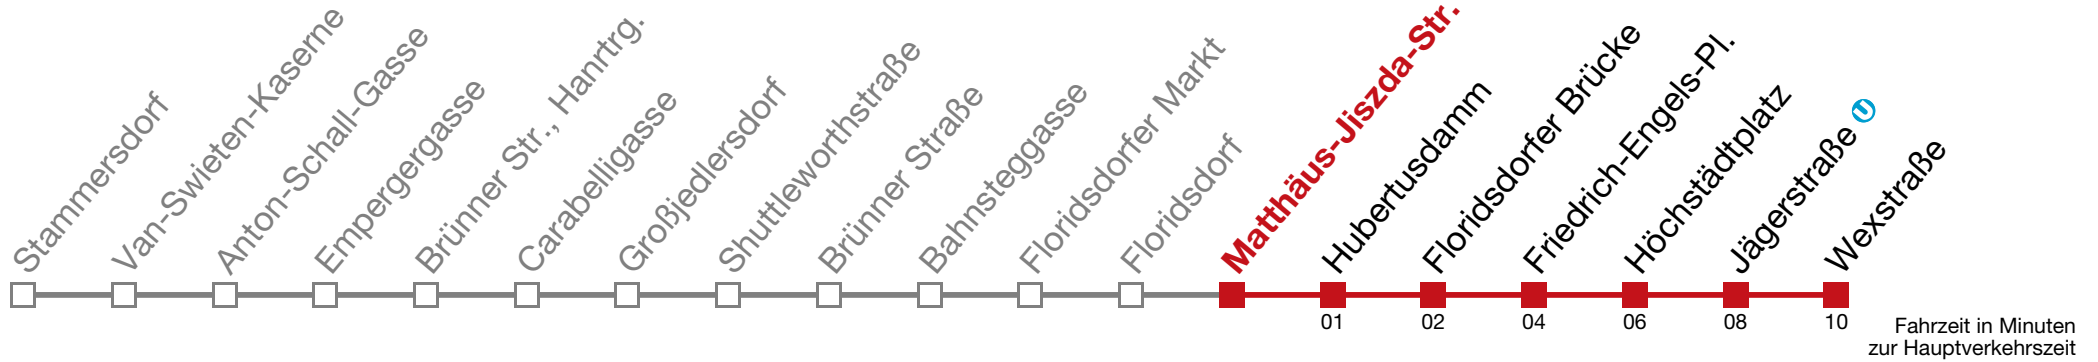 Stammersdorf
Van-Swieten-Kaserne
Anton-Schall-Gasse
Empergergasse
Brünner Str., Hanrtrg.
Carabelligasse
Großjedlersdorf
Shuttleworthstraße
Brünner Straße
Bahnsteggasse
Floridsdorfer Markt
Floridsdorf
Matthäus-Jiszda-Str.
Hubertusdamm
Floridsdorfer Brücke
Friedrich-Engels-Pl.
Höchstädtplatz
Jägerstraße U
Wexstraße
01 02 04 06 08 10
Fahrzeit in Minuten
zur Hauptverkehrszeit